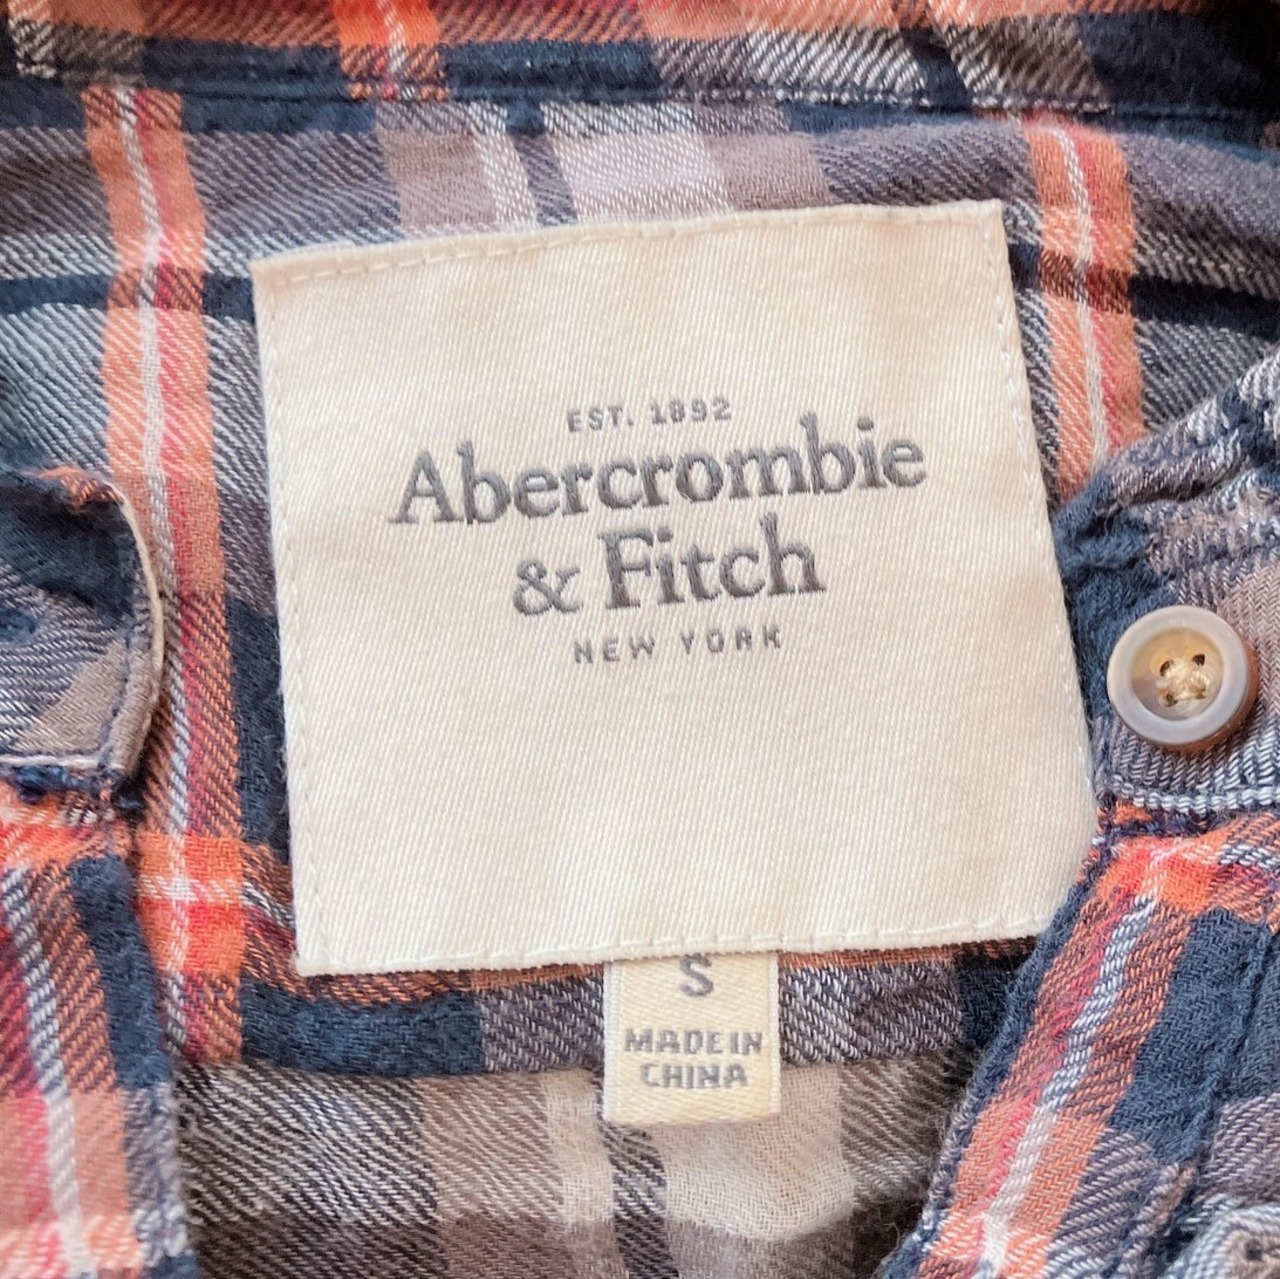 EST. 1892
Abercrombie
& Fitch
NEW YORK
S
MADE IN
CHINA